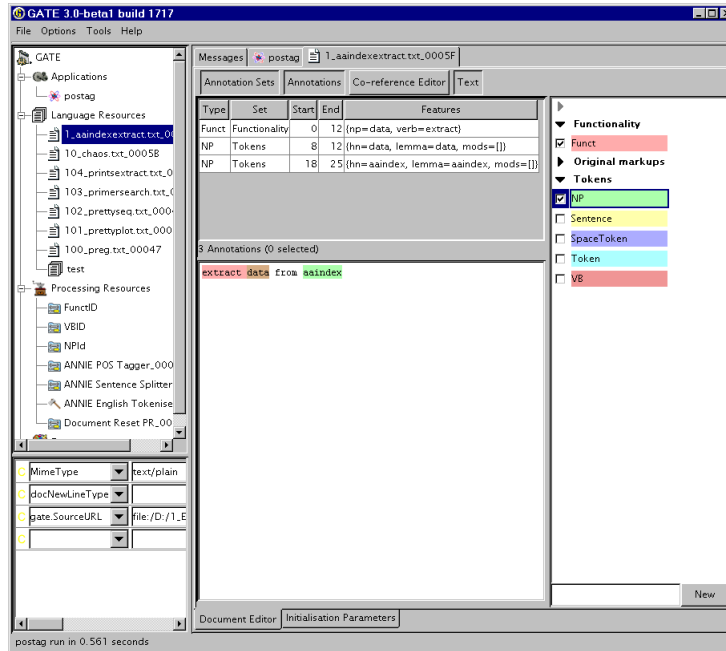 GATE 3.0-beta1 build 1717
File Options Tools Help
GATE
Applications
postag
Language Resources
1_aaindexextract.txt_00
10_chaos.txt_0005B
104_printsextract.txt_0
103_primersearch.txt_(
102_prettyseq.txt_000
101_prettyplot.txt_000
100_preg.txt_00047
test
Processing Resources
FunctID
VBID
NPId
ANNIE POS Tagger_000
ANNIE Sentence Splitter
ANNIE English Tokenise
Document Reset PR_00
MimeType text/plain
docNewLineType
gate.SourceURL file:/D:/1_E
Messages postag 1_aaindexextract.txt_0005F
Annotation Sets Annotations Co-reference Editor Text
Type Set Start End Features
Funct Functionality 0 12 {np=data, verb=extract}
NP Tokens 8 12 {hn=data, lemma=data, mods=[]}
NP Tokens 18 25 {hn=aaindex, lemma=aaindex, mods=[]}
3 Annotations (0 selected)
extract data from aaindex
Functionality
Funct
Original markups
Tokens
NP
Sentence
SpaceToken
Token
VB
New
Document Editor Initialisation Parameters
postag run in 0.561 seconds